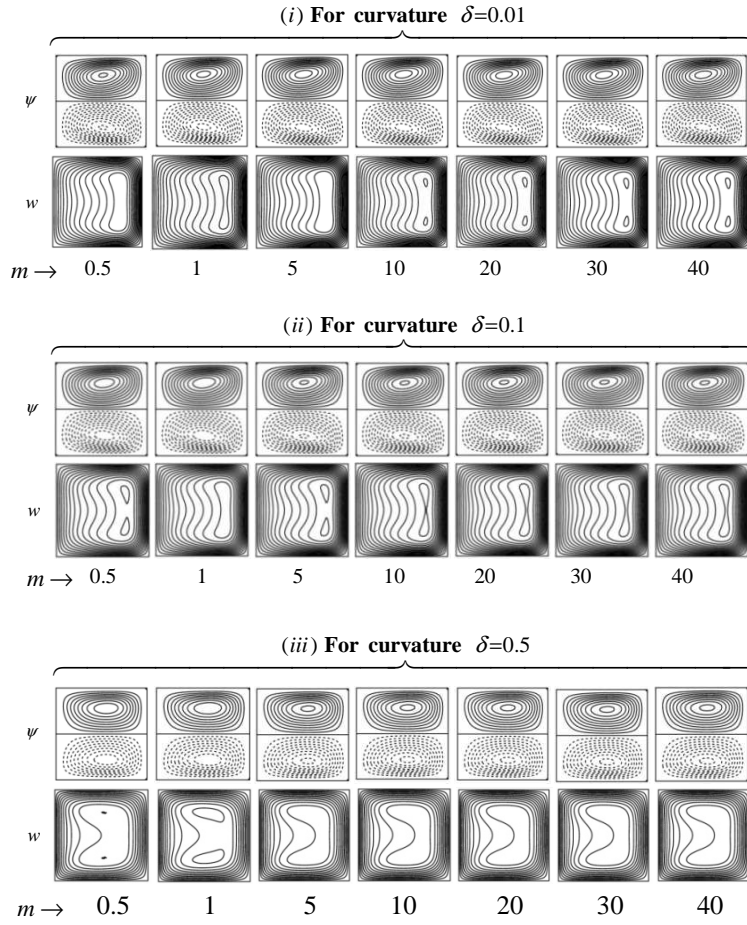 (i) For curvature δ=0.01
ψ
w
m → 0.5 1 5 10 20 30 40
(ii) For curvature δ=0.1
ψ
w
m → 0.5 1 5 10 20 30 40
(iii) For curvature δ=0.5
ψ
w
m → 0.5 1 5 10 20 30 40